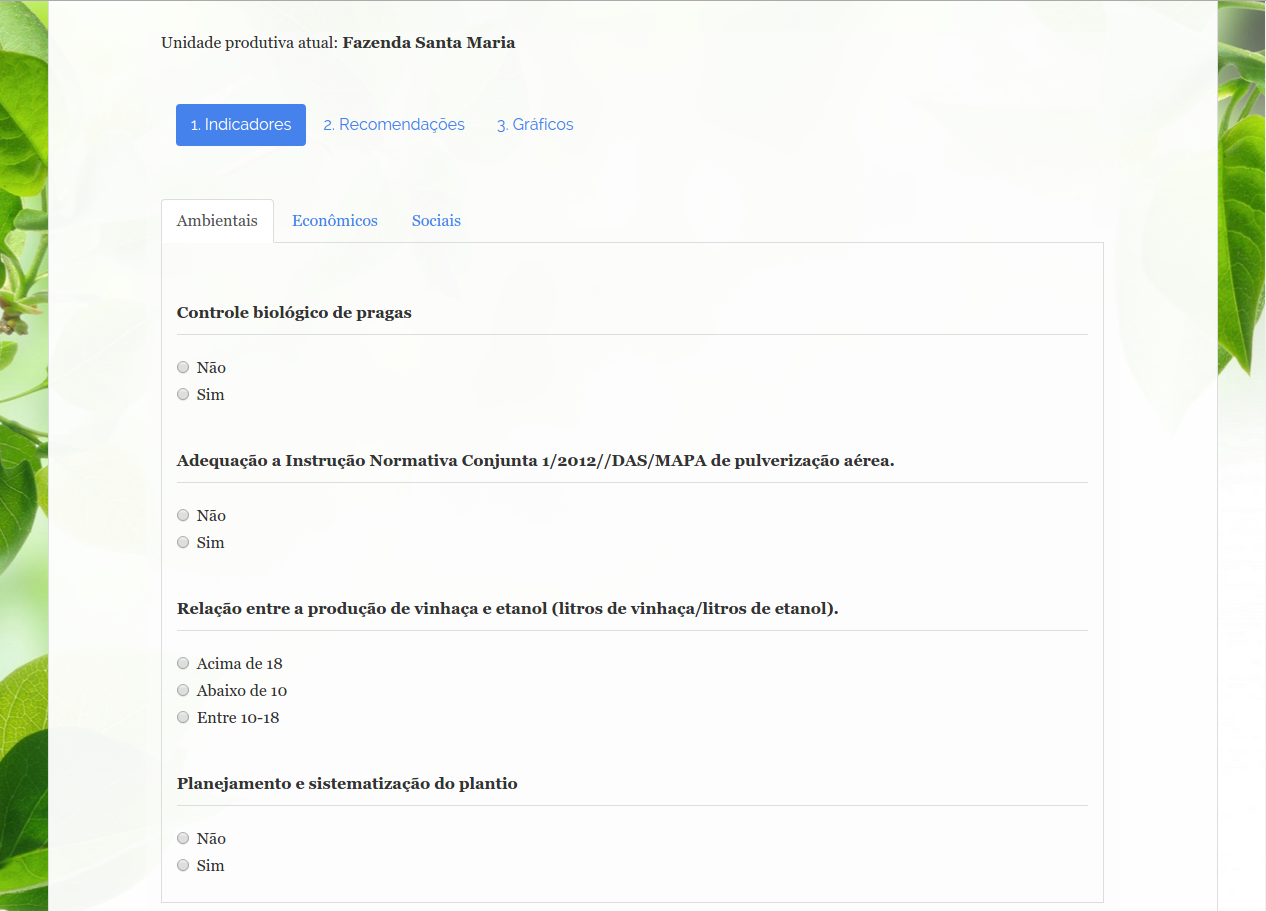 Unidade produtiva atual: Fazenda Santa Maria
1. Indicadores 2. Recomendações 3. Gráficos
Ambientais Econômicos Sociais
Controle biológico de pragas
Não
Sim
Adequação a Instrução Normativa Conjunta 1/2012//DAS/MAPA de pulverização aérea.
Não
Sim
Relação entre a produção de vinhaça e etanol (litros de vinhaça/litros de etanol).
Acima de 18
Abaixo de 10
Entre 10-18
Planejamento e sistematização do plantio
Não
Sim